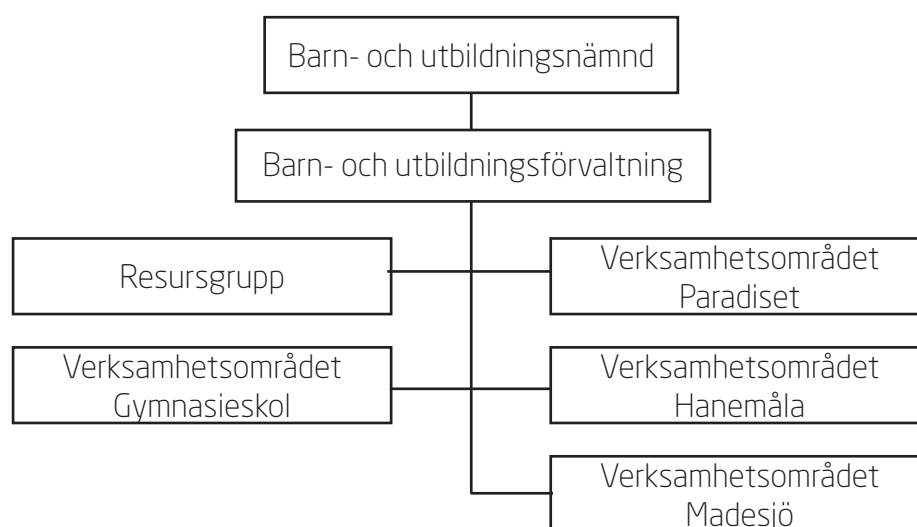 Barn- och utbildningsnämnd
Barn- och utbildningsförvaltning
Resursgrupp
Verksamhetsområdet
Paradiset
Verksamhetsområdet
Gymnasieskol
Verksamhetsområdet
Hanemåla
Verksamhetsområdet
Madesjö